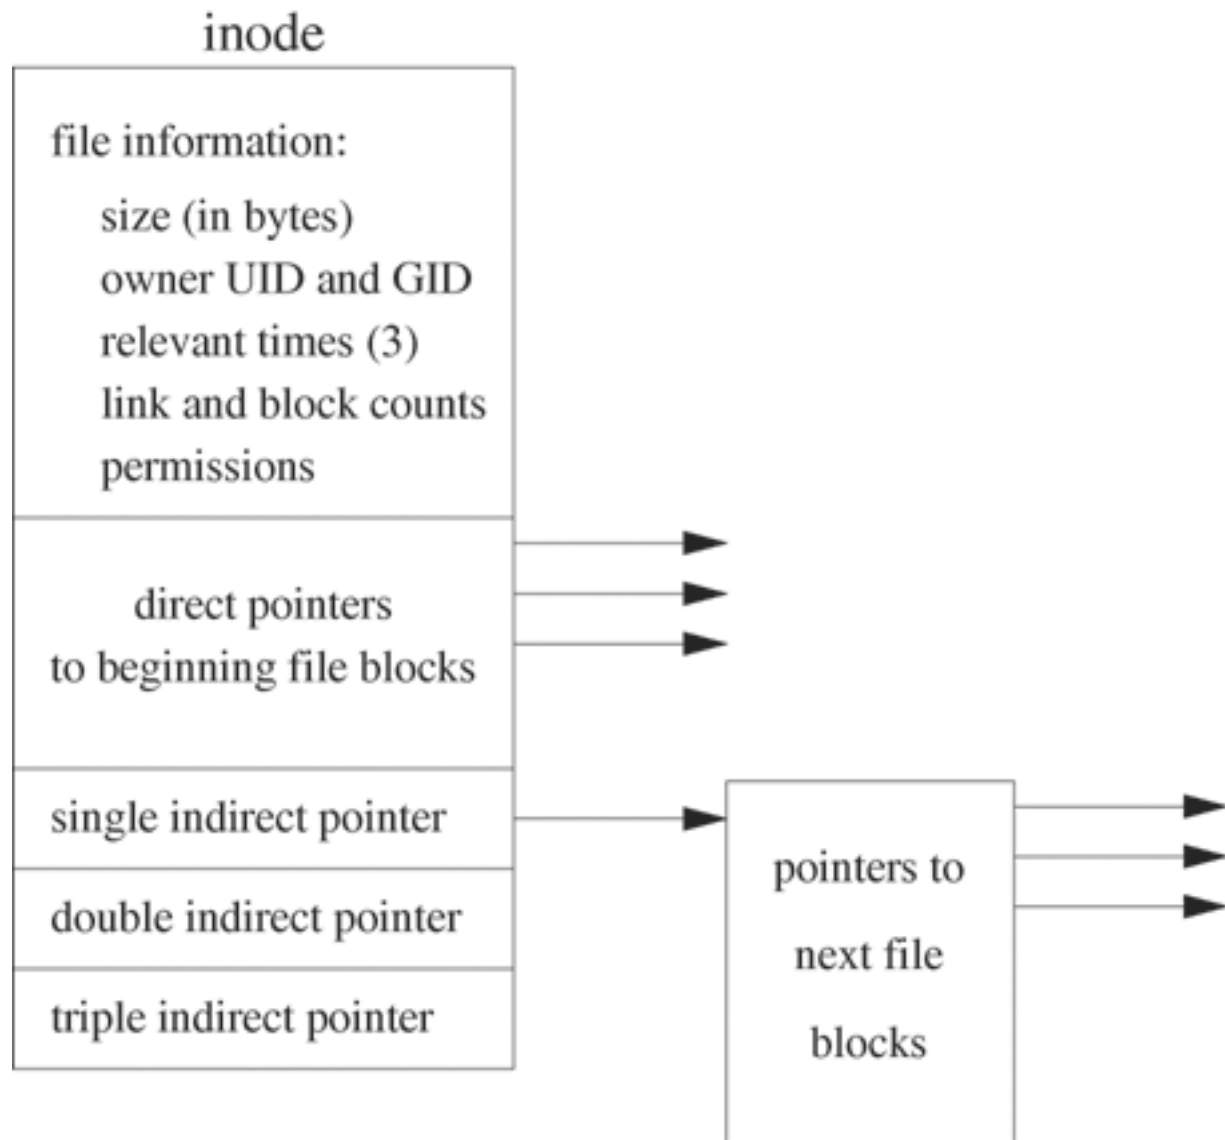 inode
file information:
size (in bytes)
owner UID and GID
relevant times (3)
link and block counts
permissions
direct pointers
to beginning file blocks
single indirect pointer
double indirect pointer
triple indirect pointer
pointers to
next file
blocks